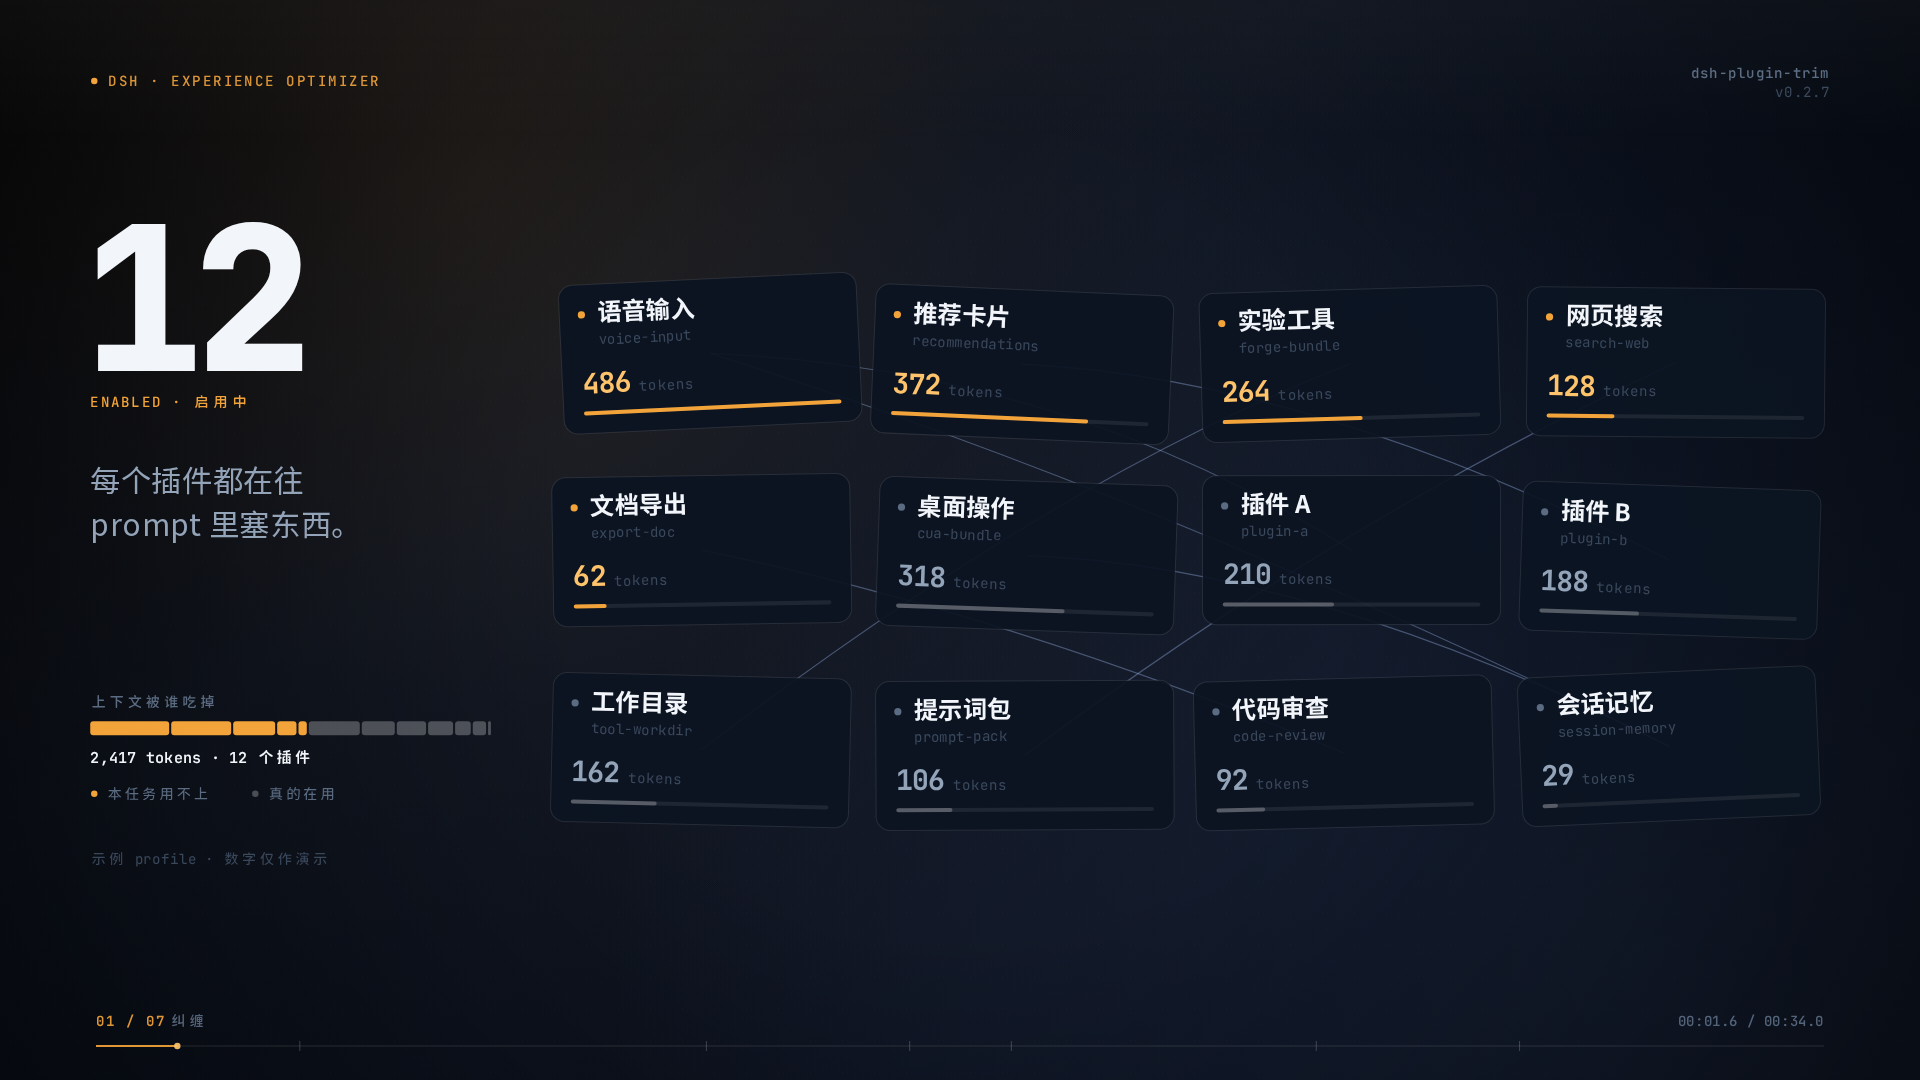 DSH · EXPERIENCE OPTIMIZER
dsh-plugin-trim
v0.2.7
12
ENABLED · 启用中
每个插件都在往
prompt 里塞东西。
上下文被谁吃掉
2,417 tokens · 12 个插件
本任务用不上
真的在用
示例 profile · 数字仅作演示
语音输入
voice-input
486 tokens
推荐卡片
recommendations
372 tokens
实验工具
forge-bundle
264 tokens
网页搜索
search-web
128 tokens
文档导出
export-doc
62 tokens
桌面操作
cua-bundle
318 tokens
插件 A
plugin-a
210 tokens
插件 B
plugin-b
188 tokens
工作目录
tool-workdir
162 tokens
提示词包
prompt-pack
106 tokens
代码审查
code-review
92 tokens
会话记忆
session-memory
29 tokens
01 / 07 纠缠
00:01.6 / 00:34.0